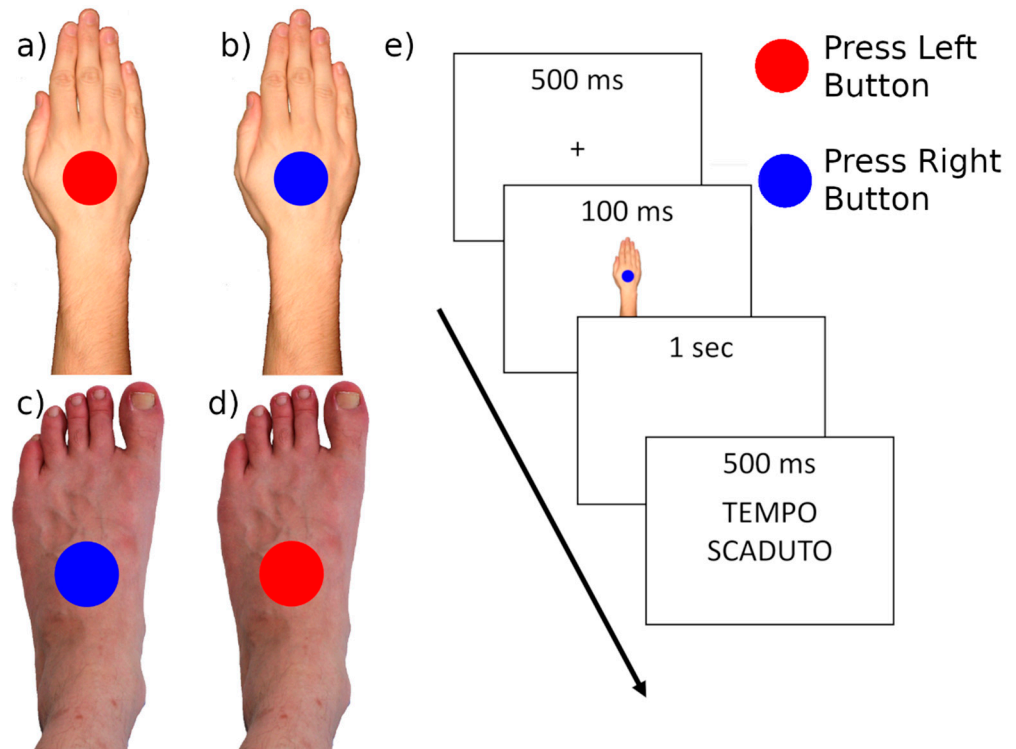 a)
b)
e)
500 ms
+
Press Left
Button
100 ms
Press Right
Button
1 sec
c)
d)
500 ms
TEMPO
SCADUTO